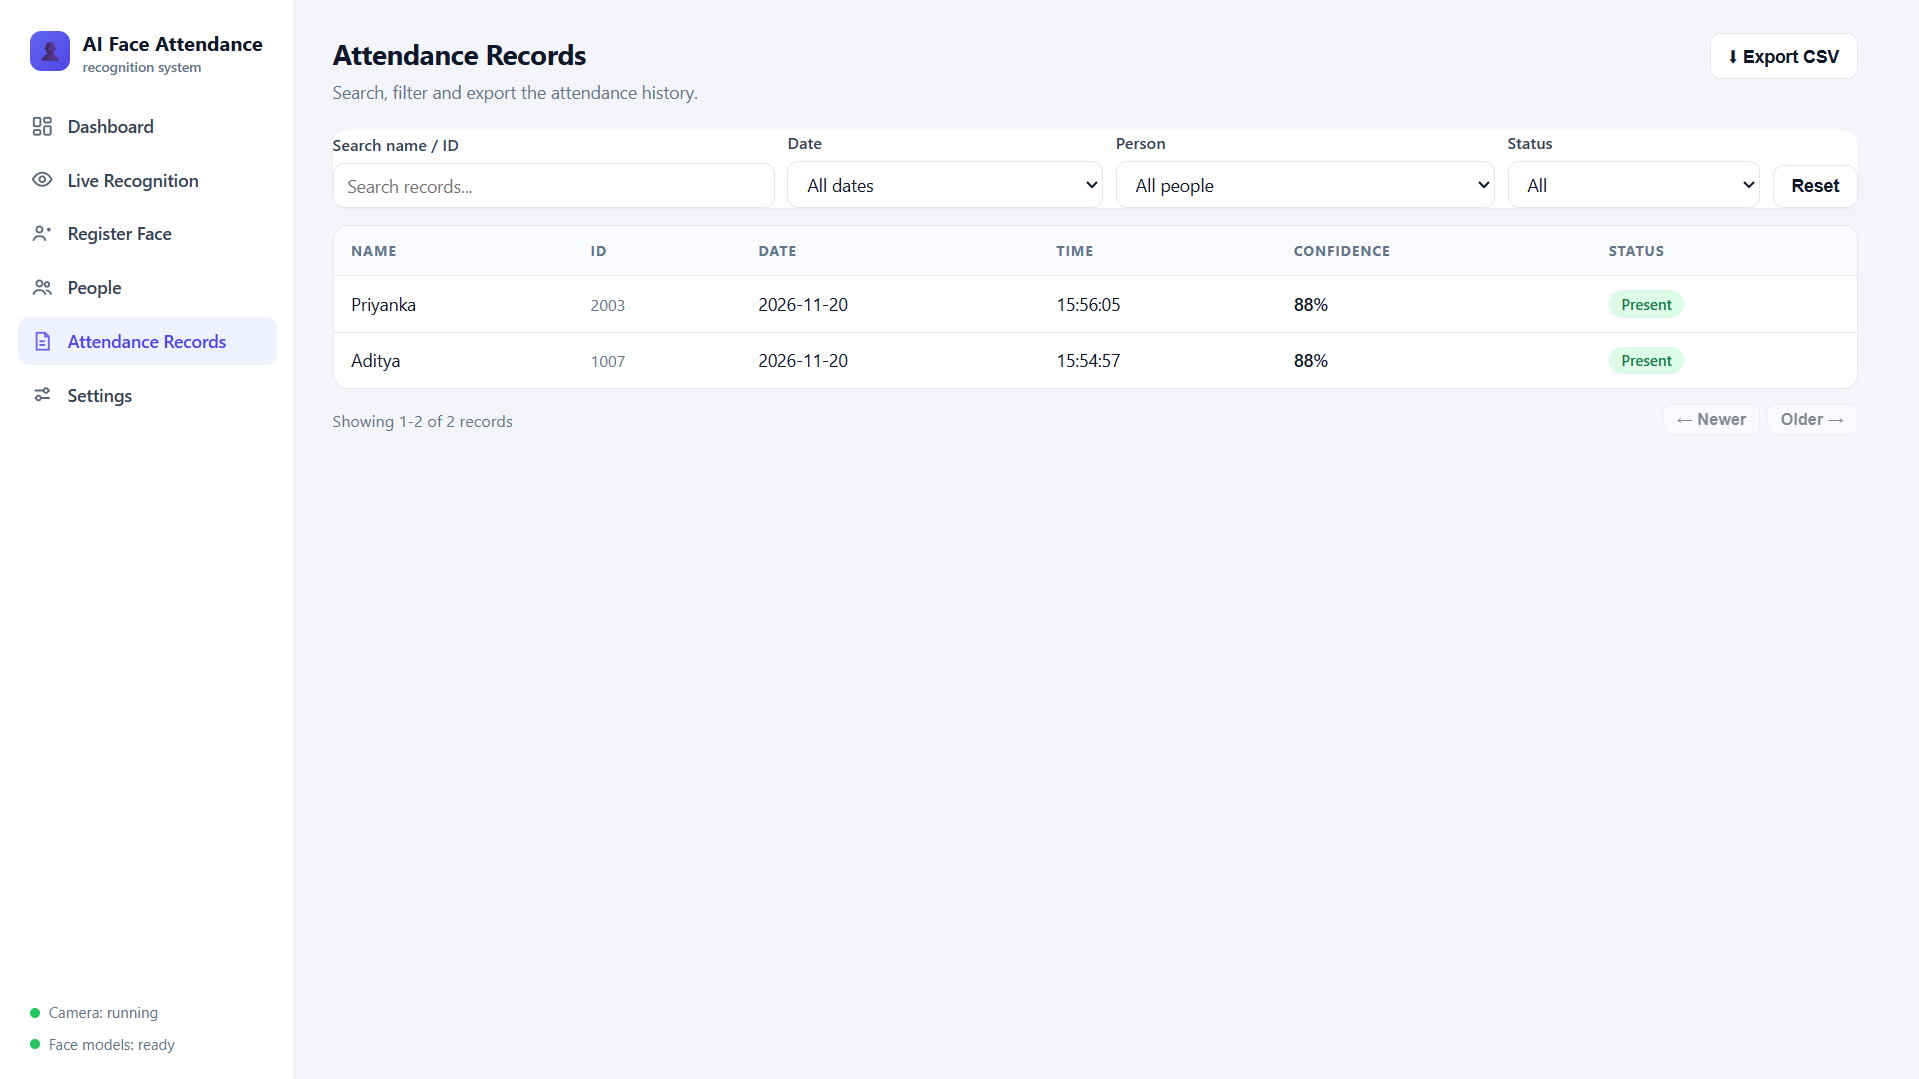 AI Face Attendance
recognition system
Dashboard
Live Recognition
Register Face
People
Attendance Records
Settings
Camera: running
Face models: ready
Attendance Records
Search, filter and export the attendance history.
⬇ Export CSV
Search name / ID
Date
Person
Status
Search records...
All dates
All people
All
Reset
NAME ID DATE TIME CONFIDENCE STATUS
Priyanka 2003 2026-11-20 15:56:05 88% Present
Aditya 1007 2026-11-20 15:54:57 88% Present
Showing 1-2 of 2 records
← Newer
Older →